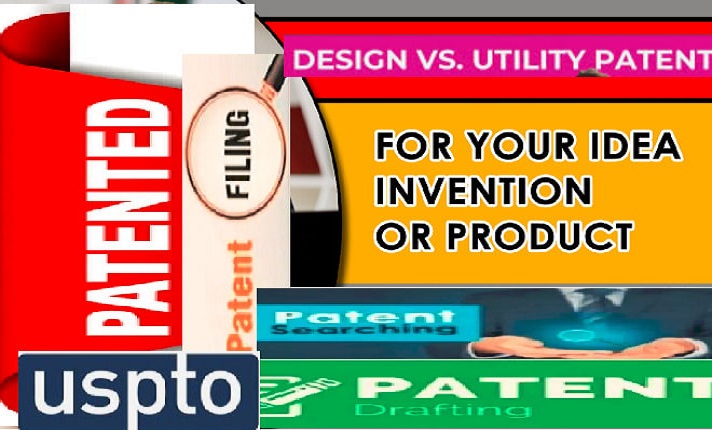 DESIGN VS. UTILITY PATENT
PATENTED
FILING
Patent
FOR YOUR IDEA
INVENTION
OR PRODUCT
Patent
Searching
uspto
PATENT
Drafting